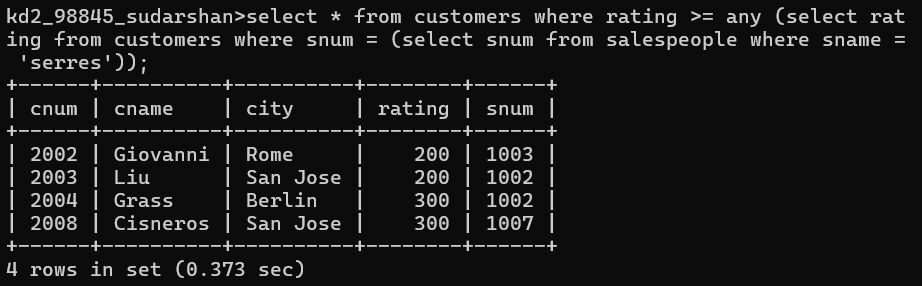 kd2_98845_sudarshan>select * from customers where rating >= any (select rat
ing from customers where snum = (select snum from salespeople where sname =
 'serres'));
+------+----------+----------+--------+------+
| cnum | cname    | city     | rating | snum |
+------+----------+----------+--------+------+
| 2002 | Giovanni | Rome     |    200 | 1003 |
| 2003 | Liu      | San Jose |    200 | 1002 |
| 2004 | Grass    | Berlin   |    300 | 1002 |
| 2008 | Cisneros | San Jose |    300 | 1007 |
+------+----------+----------+--------+------+
4 rows in set (0.373 sec)